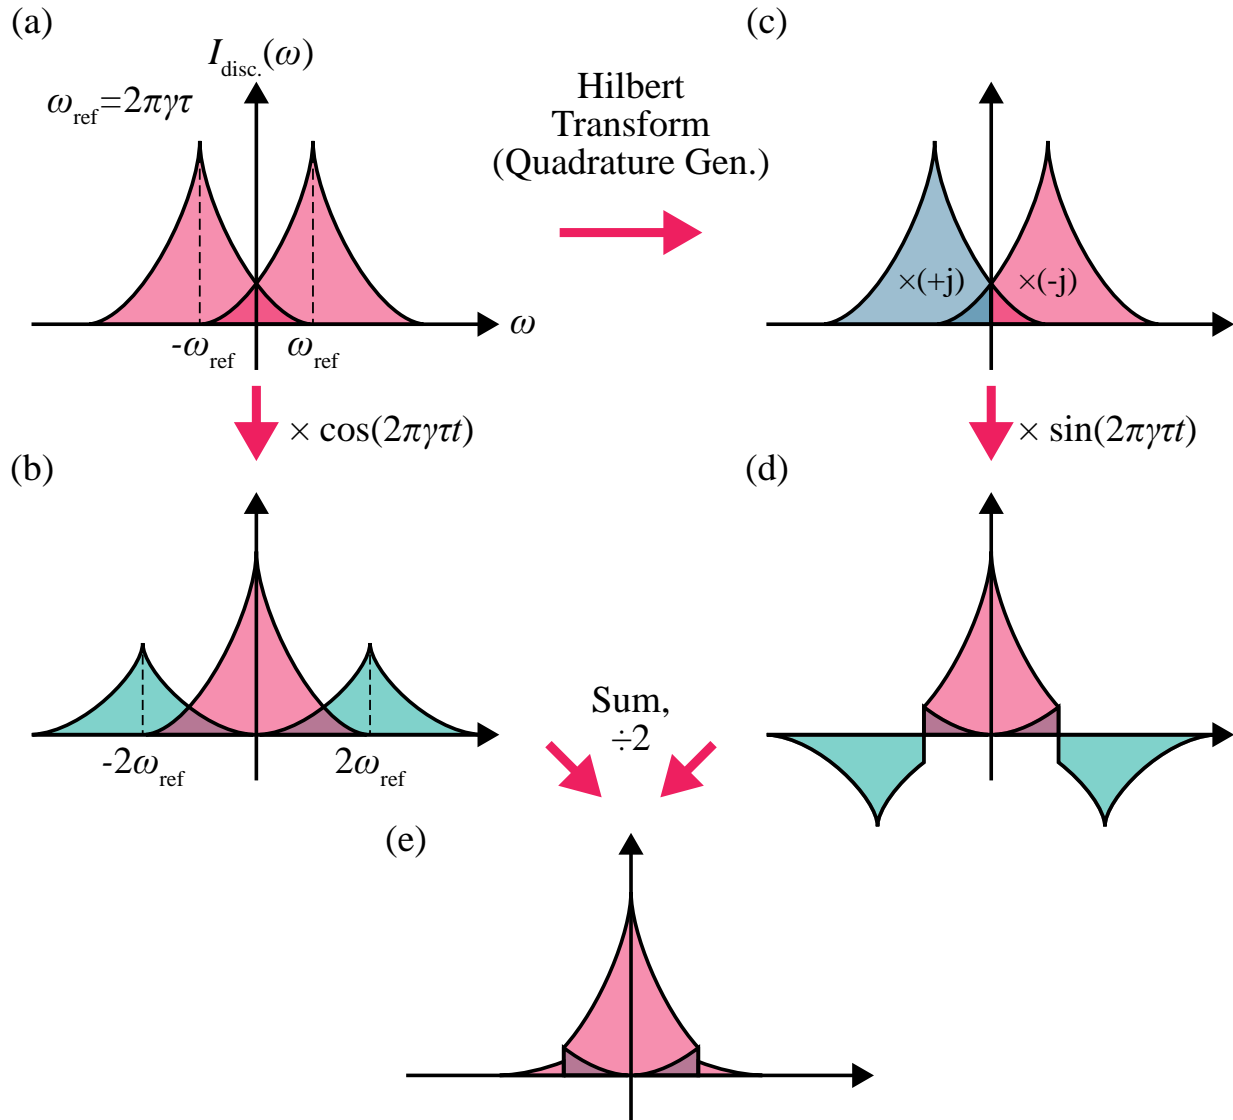 (a)
I_disc.(ω)
ω_ref=2πγτ
-ω_ref
ω_ref
ω
Hilbert
Transform
(Quadrature Gen.)
(c)
×(+j)
×(-j)
× cos(2πγτt)
× sin(2πγτt)
(b)
-2ω_ref
2ω_ref
(d)
Sum,
÷2
(e)